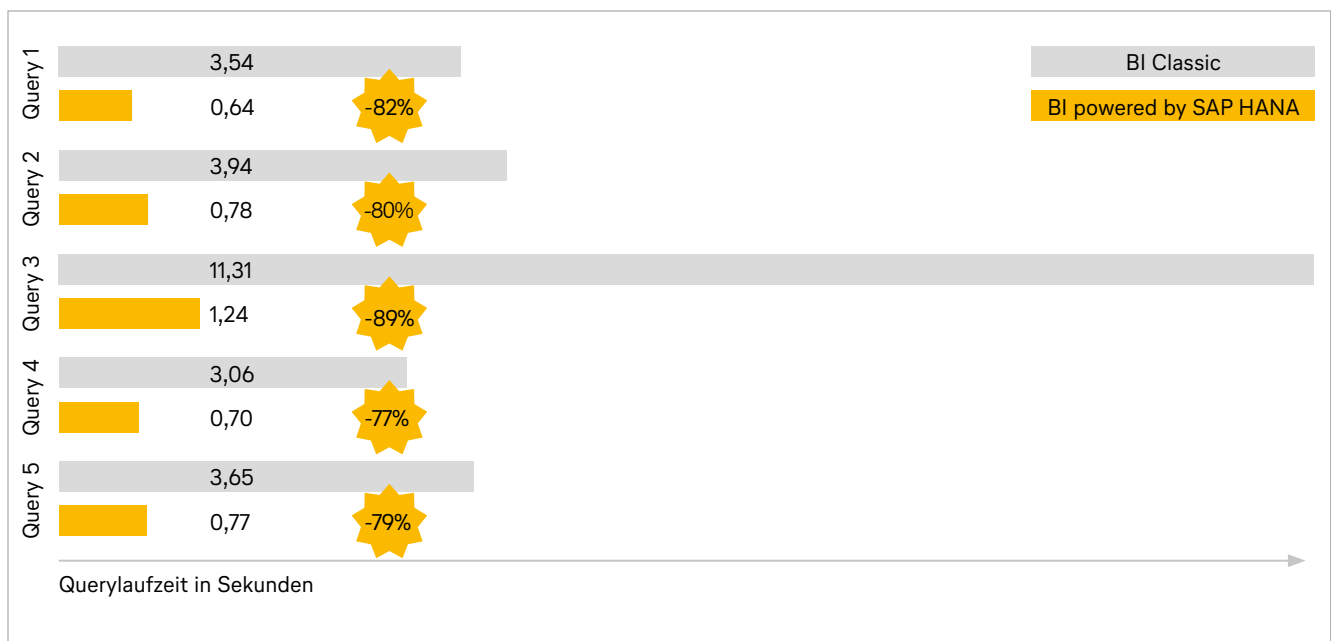 Query 1
3,54
0,64
-82%
BI Classic
BI powered by SAP HANA
Query 2
3,94
0,78
-80%
Query 3
11,31
1,24
-89%
Query 4
3,06
0,70
-77%
Query 5
3,65
0,77
-79%
Querylaufzeit in Sekunden